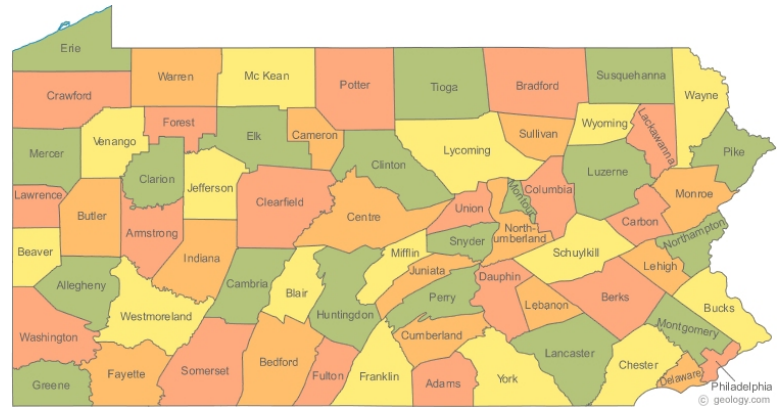 Erie
Warren
Mc Kean
Potter
Tioga
Bradford
Susquehanna
Wayne
Crawford
Forest
Elk
Cameron
Lycoming
Sullivan
Wyoming
Lackawanna
Pike
Mercer
Venango
Clarion
Jefferson
Clinton
Luzerne
Monroe
Lawrence
Butler
Armstrong
Clearfield
Centre
Union
Montour
Columbia
Carbon
North-
umberland
Northampton
Beaver
Indiana
Snyder
Schuylkill
Lehigh
Allegheny
Cambria
Blair
Mifflin
Juniata
Dauphin
Berks
Bucks
Westmoreland
Huntingdon
Perry
Lebanon
Montgomery
Washington
Cumberland
Lancaster
Chester
Greene
Fayette
Somerset
Bedford
Fulton
Franklin
Adams
York
Delaware
Philadelphia
© geology.com